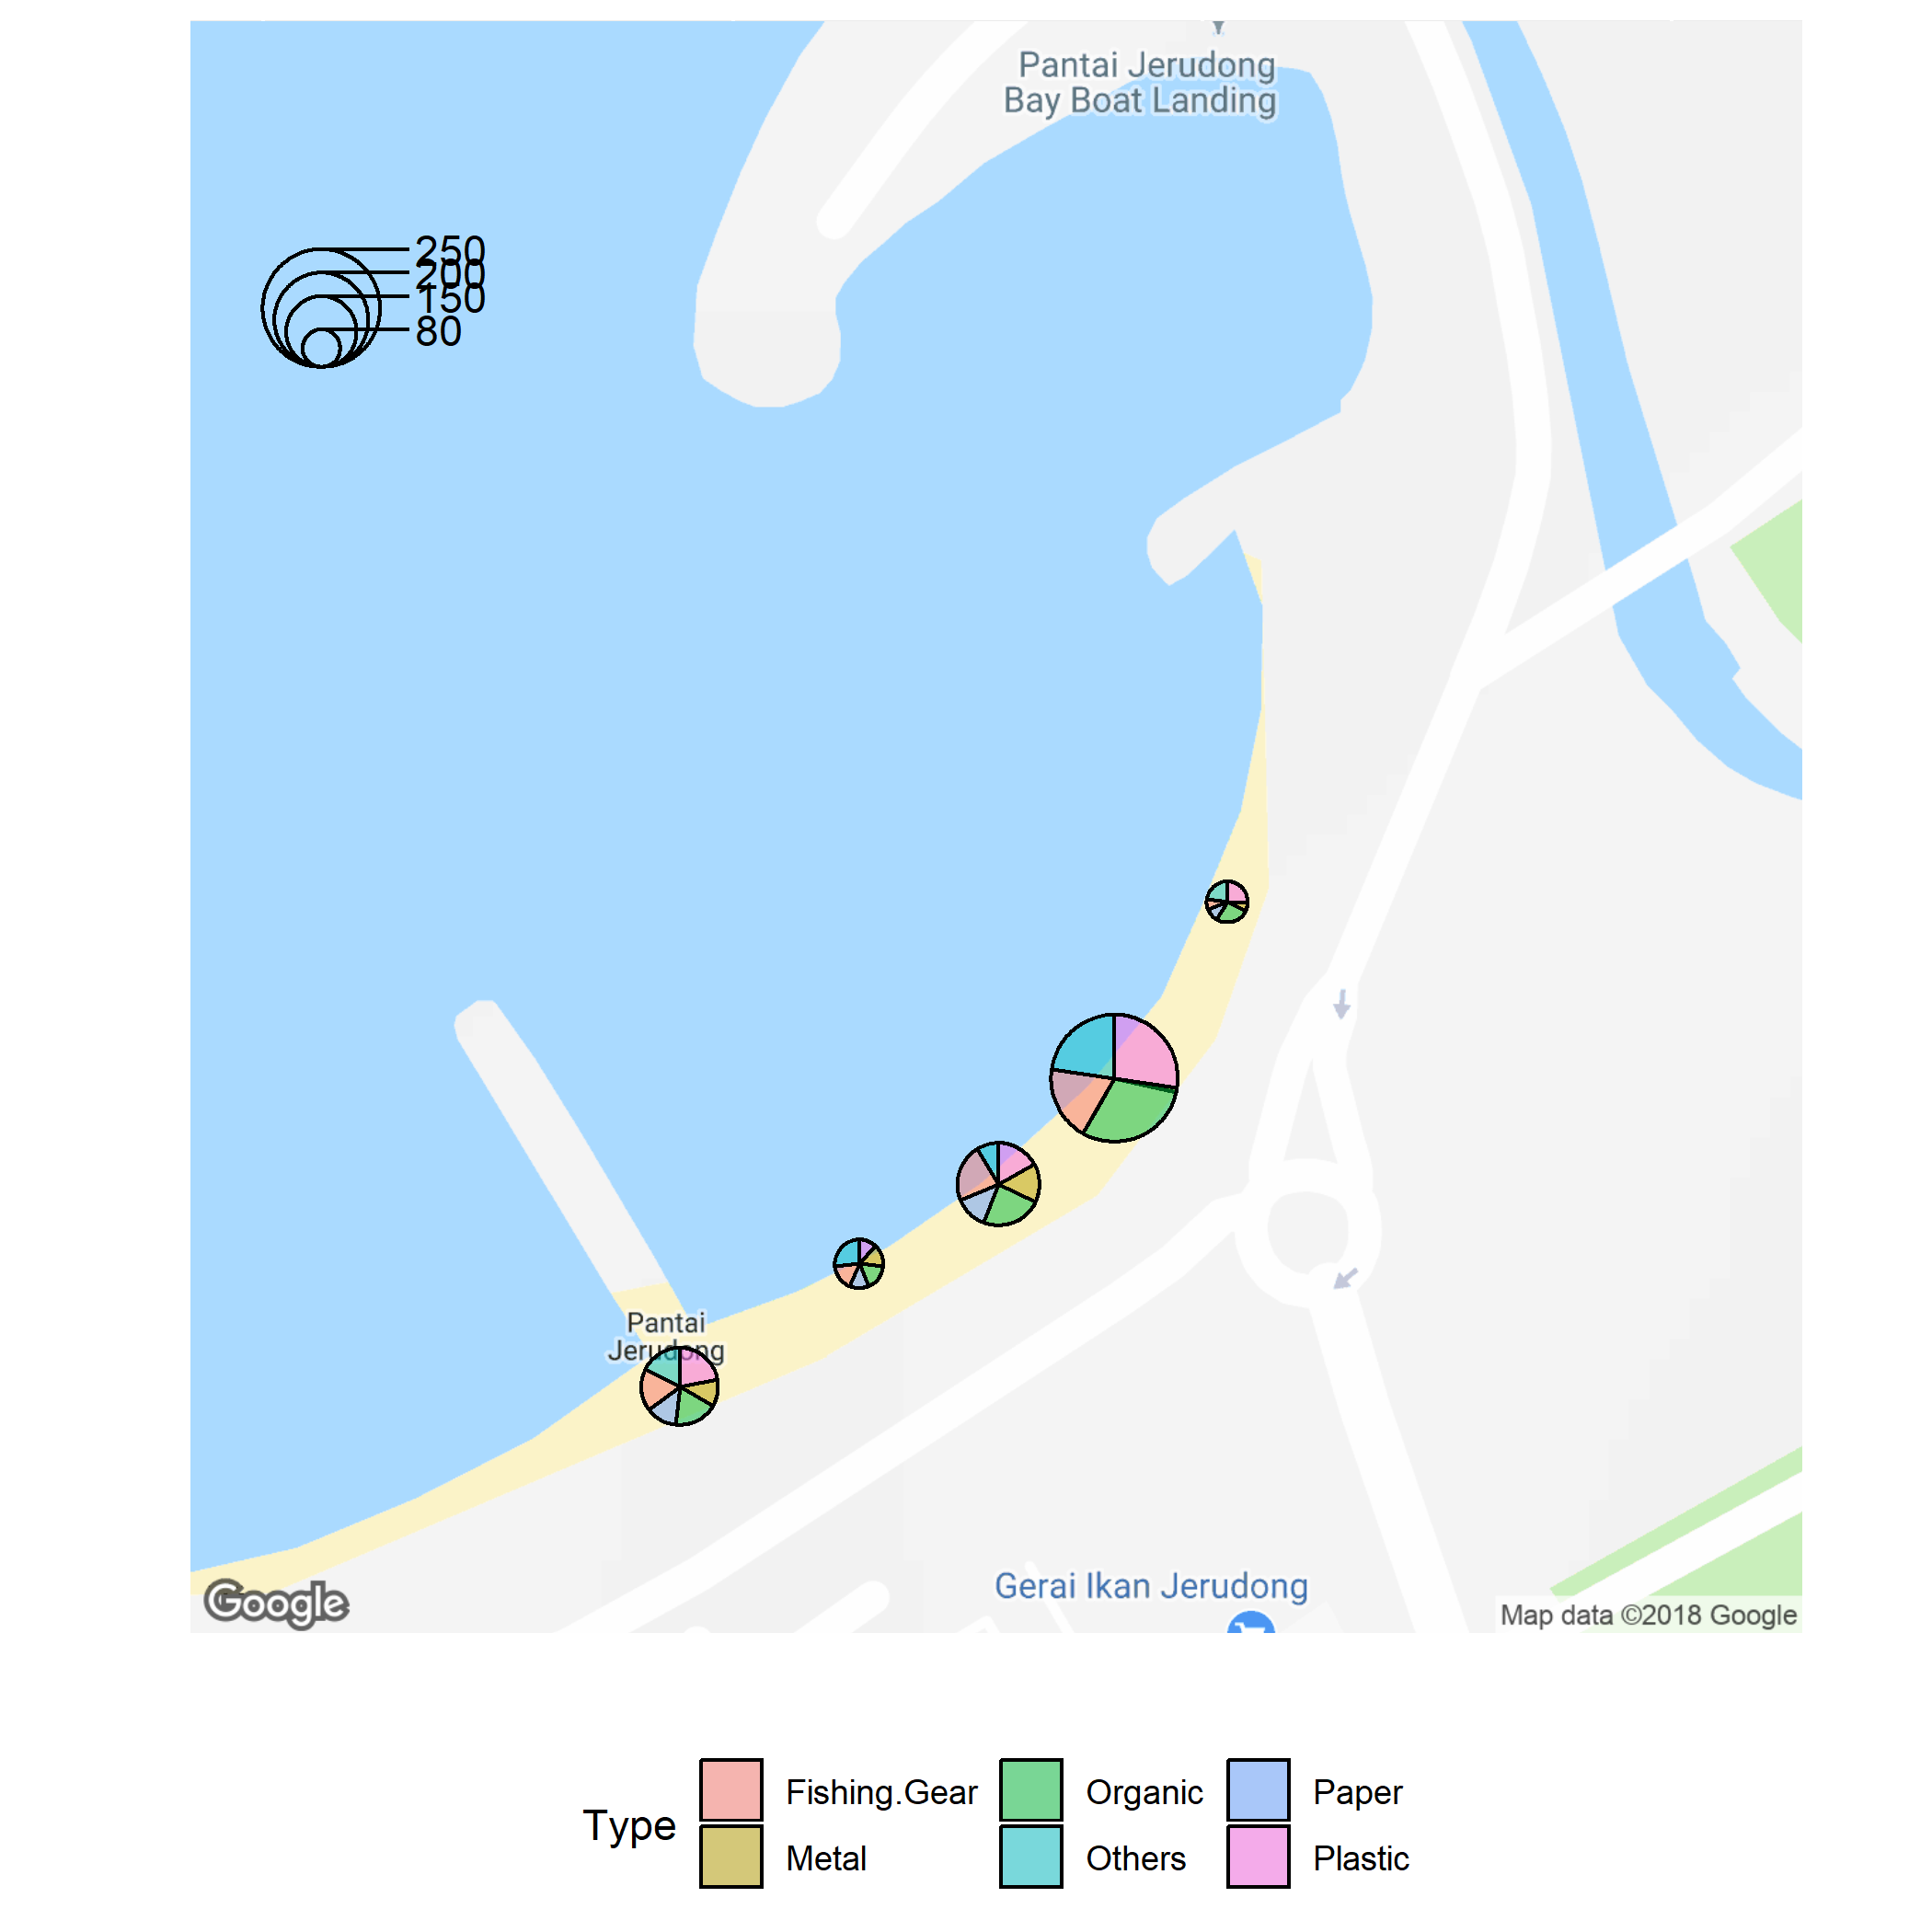 Pantai Jerudong
Bay Boat Landing
250
200
150
80
Pantai
Jerudong
Gerai Ikan Jerudong
Google
Map data ©2018 Google
Type
Fishing.Gear
Organic
Paper
Metal
Others
Plastic